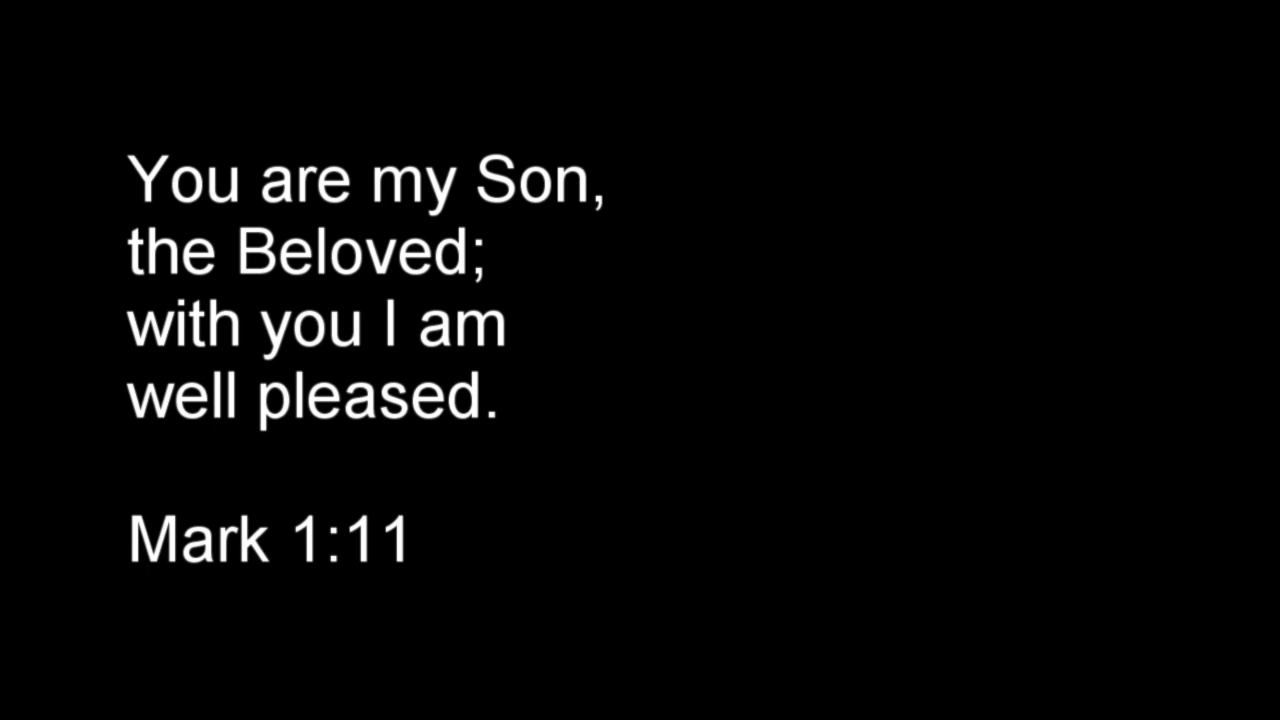 You are my Son,
the Beloved;
with you I am
well pleased.
Mark 1:11